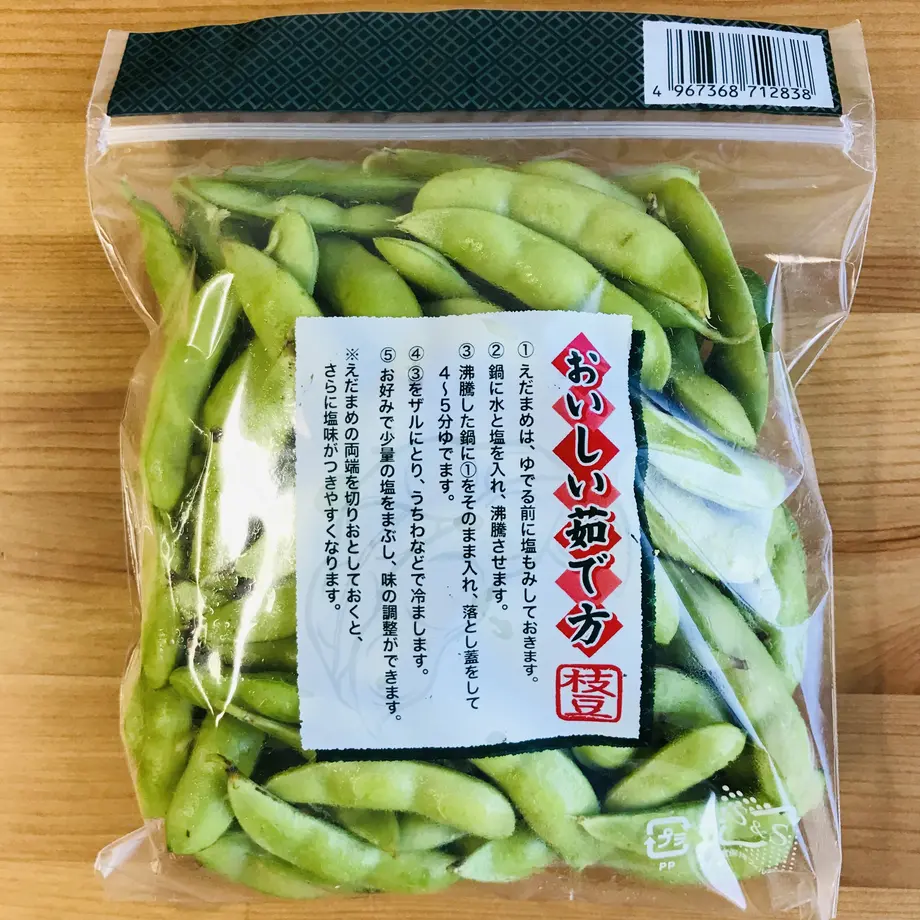 4 967368 712838
おいしい茹で方
枝豆
① えだまめは、ゆでる前に塩もみしておきます。
② 鍋に水と塩を入れ、沸騰させます。
③ 沸騰した鍋に①をそのまま入れ、落とし蓋をして
4〜5分ゆでます。
④ ③をザルにとり、うちわなどで冷まします。
⑤ お好みで少量の塩をまぶし、味の調整ができます。
※えだまめの両端を切りおとしておくと、
さらに塩味がつきやすくなります。
プラ
PP